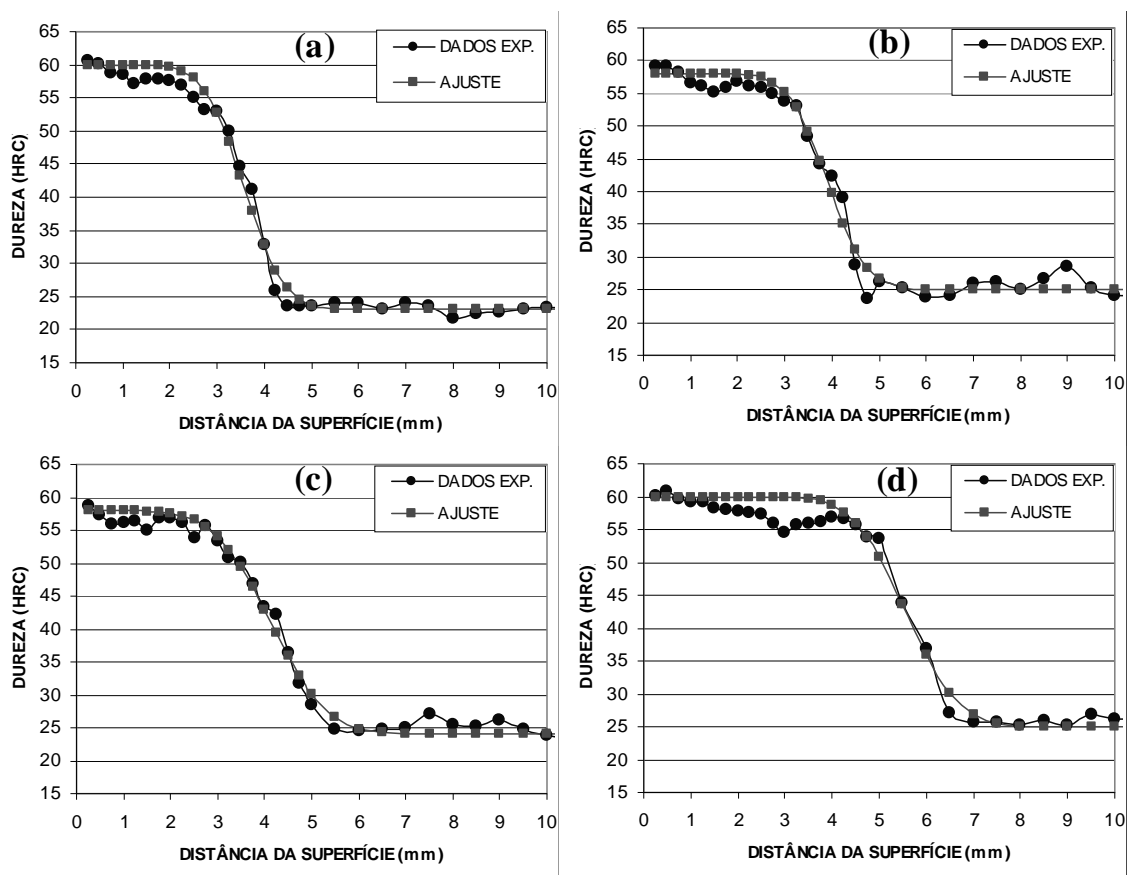 (a)
DADOS EXP.
AJUSTE
DUREZA (HRC)
65
60
55
50
45
40
35
30
25
20
15
0 1 2 3 4 5 6 7 8 9 10
DISTÂNCIA DA SUPERFÍCIE (mm)
(b)
DADOS EXP.
AJUSTE
DUREZA (HRC)
65
60
55
50
45
40
35
30
25
20
15
0 1 2 3 4 5 6 7 8 9 10
DISTÂNCIA DA SUPERFÍCIE (mm)
(c)
DADOS EXP.
AJUSTE
DUREZA (HRC)
65
60
55
50
45
40
35
30
25
20
15
0 1 2 3 4 5 6 7 8 9 10
DISTÂNCIA DA SUPERFÍCIE (mm)
(d)
DADOS EXP.
AJUSTE
DUREZA (HRC)
65
60
55
50
45
40
35
30
25
20
15
0 1 2 3 4 5 6 7 8 9 10
DISTÂNCIA DA SUPERFÍCIE (mm)